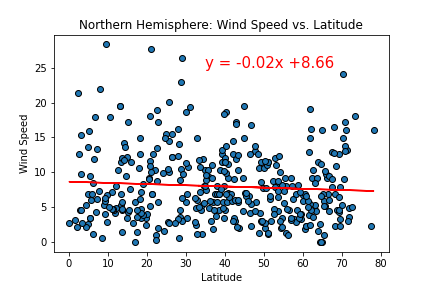 Northern Hemisphere: Wind Speed vs. Latitude
y = -0.02x +8.66
Wind Speed
25
20
15
10
5
0
0 10 20 30 40 50 60 70 80
Latitude